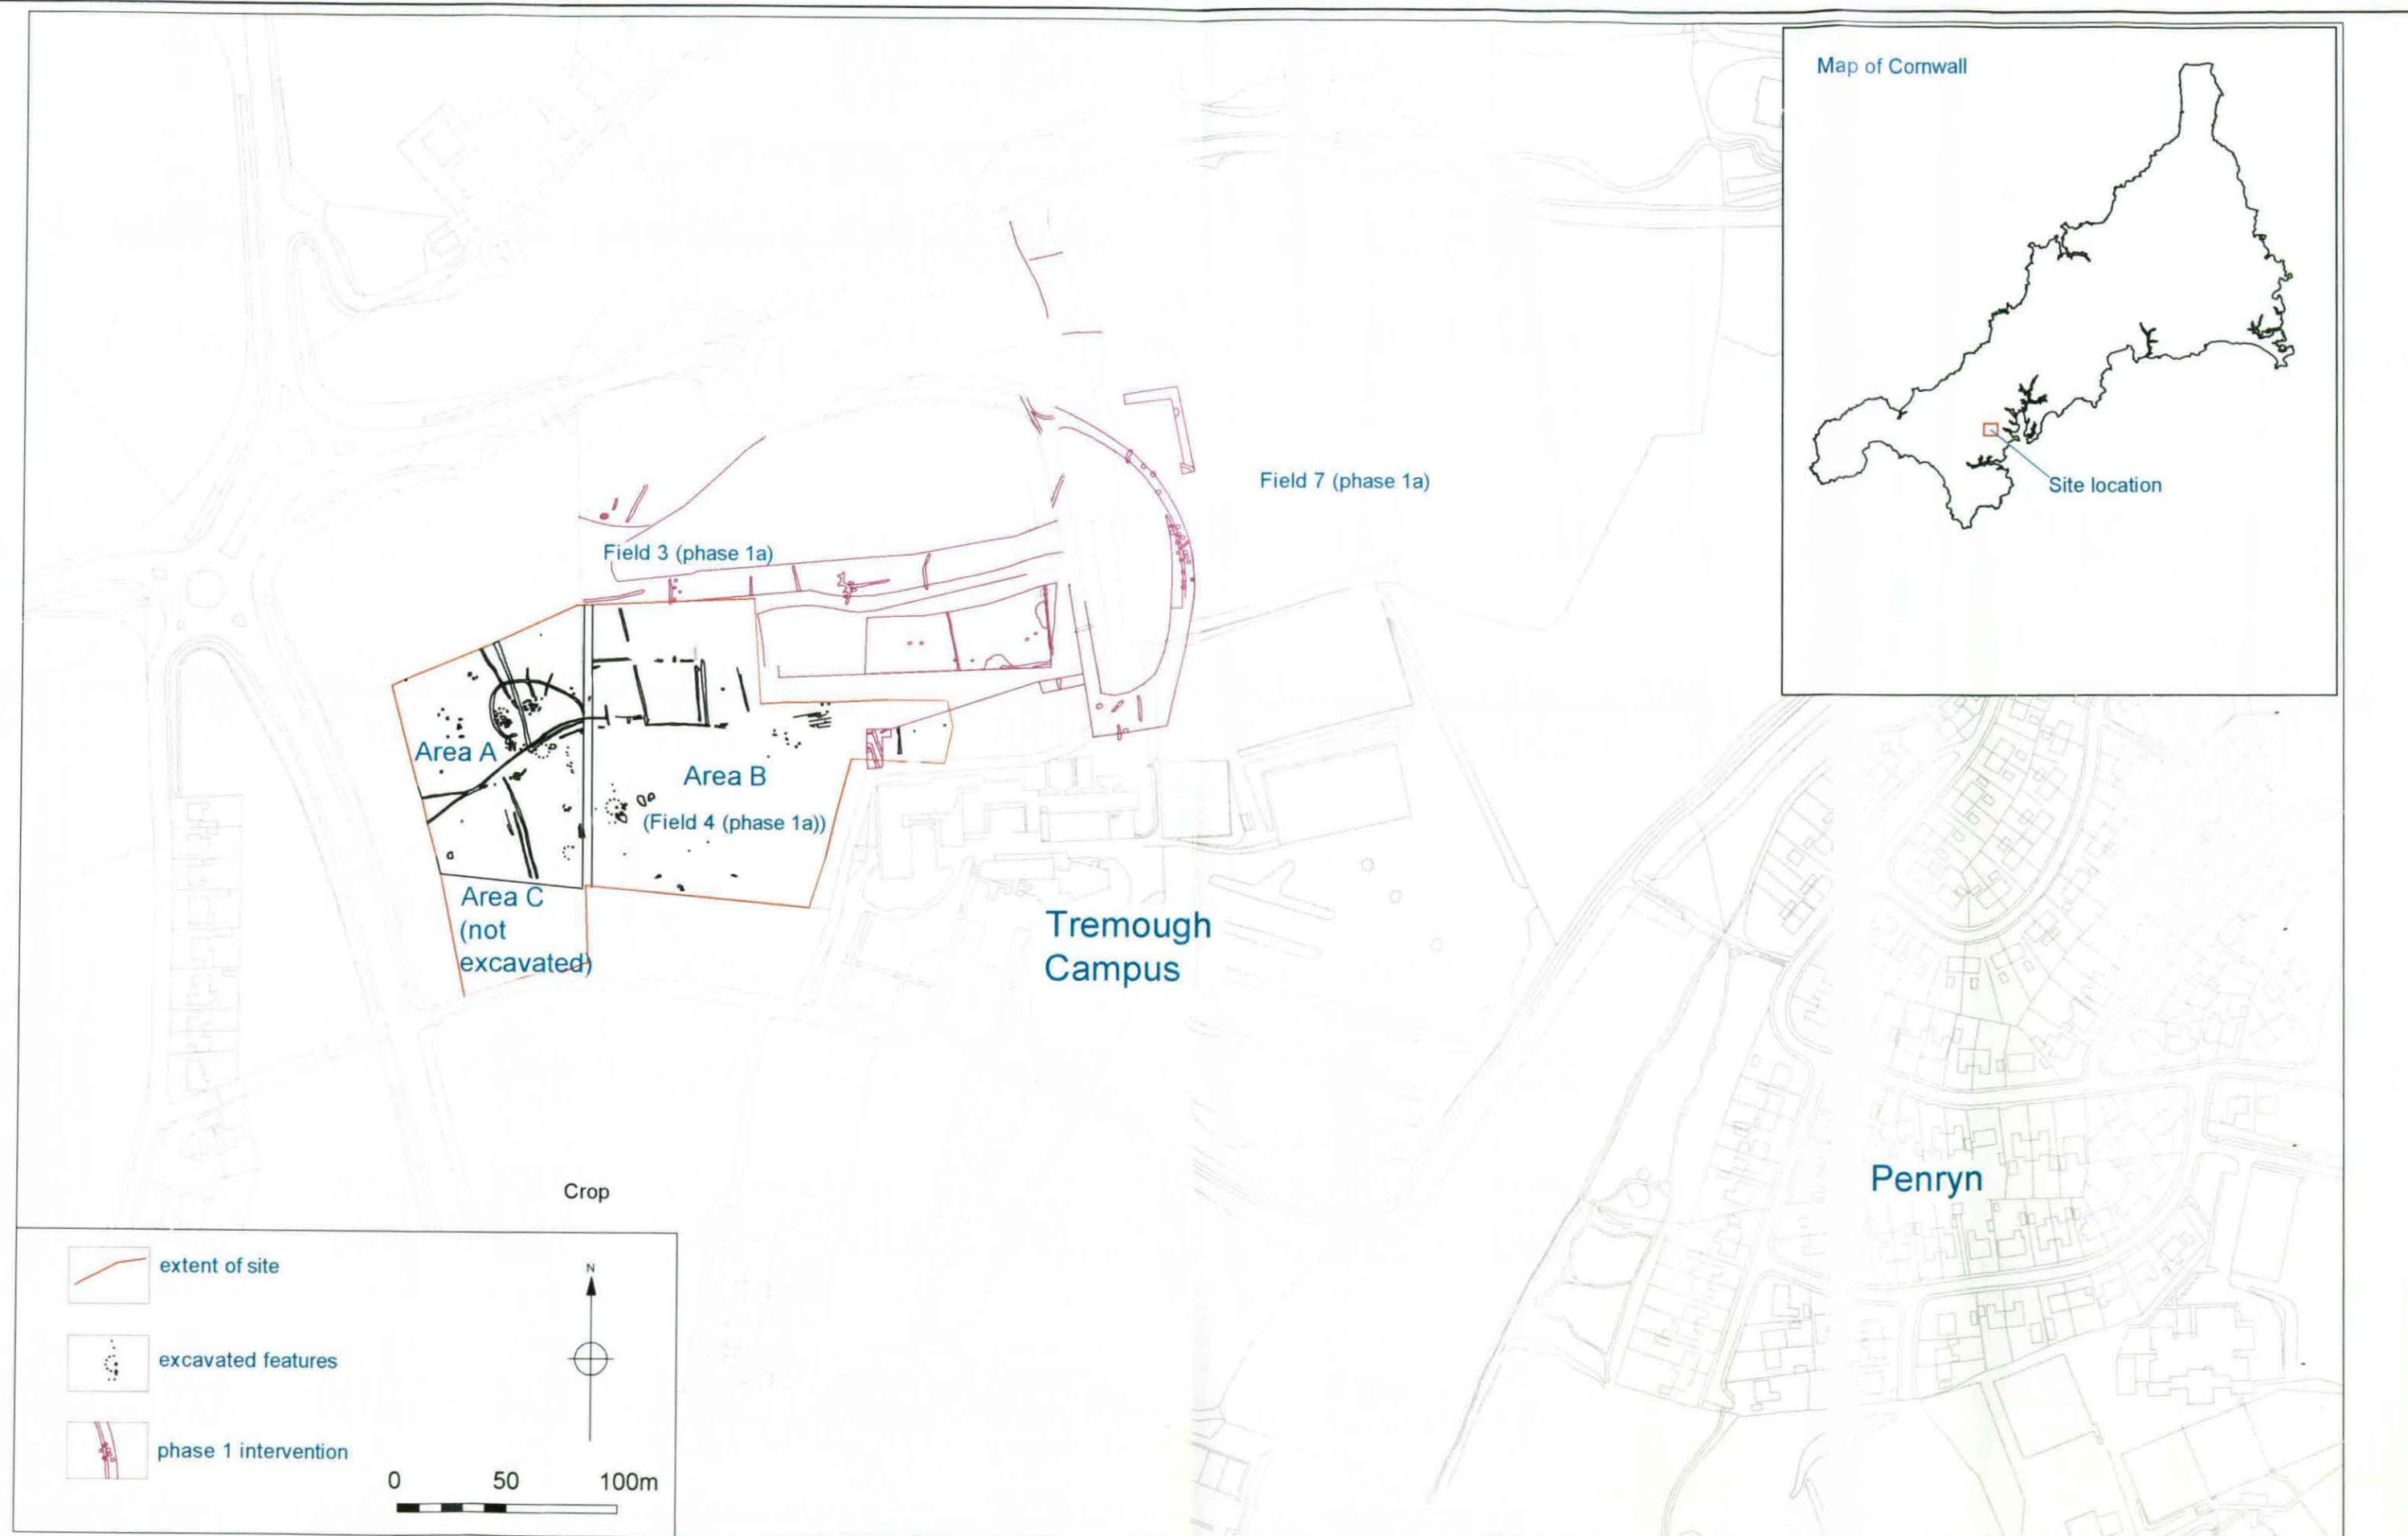 Map of Cornwall
Site location
Field 7 (phase 1a)
Field 3 (phase 1a)
Area A
Area B
(Field 4 (phase 1a))
Area C
(not
excavated)
Tremough
Campus
Penryn
Crop
extent of site
excavated features
phase 1 intervention
N
0 50 100m